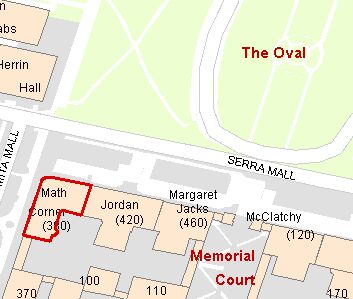 abs
Herrin
Hall
The Oval
SERRA MALL
MITA MALL
Math
Corner
(380)
Jordan
(420)
Margaret
Jacks
(460)
McClatchy
(120)
Memorial
Court
370
100
110
170